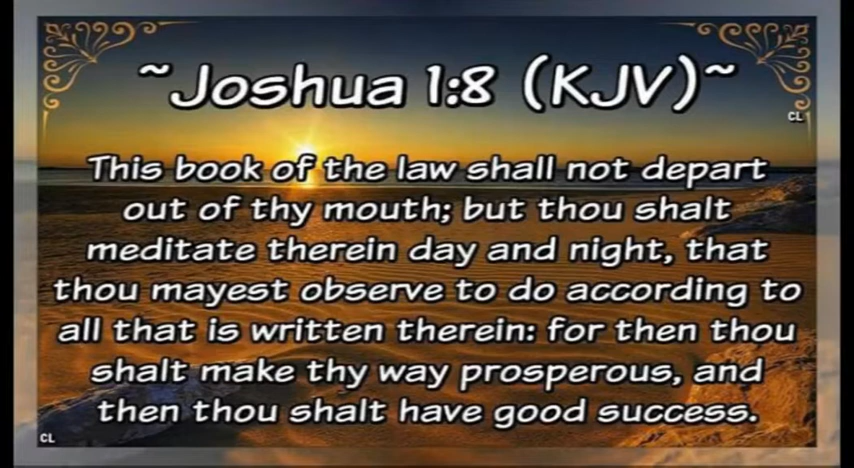 ~Joshua 1:8 (KJV)~
CL
This book of the law shall not depart
out of thy mouth; but thou shalt
meditate therein day and night, that
thou mayest observe to do according to
all that is written therein: for then thou
shalt make thy way prosperous, and
then thou shalt have good success.
CL